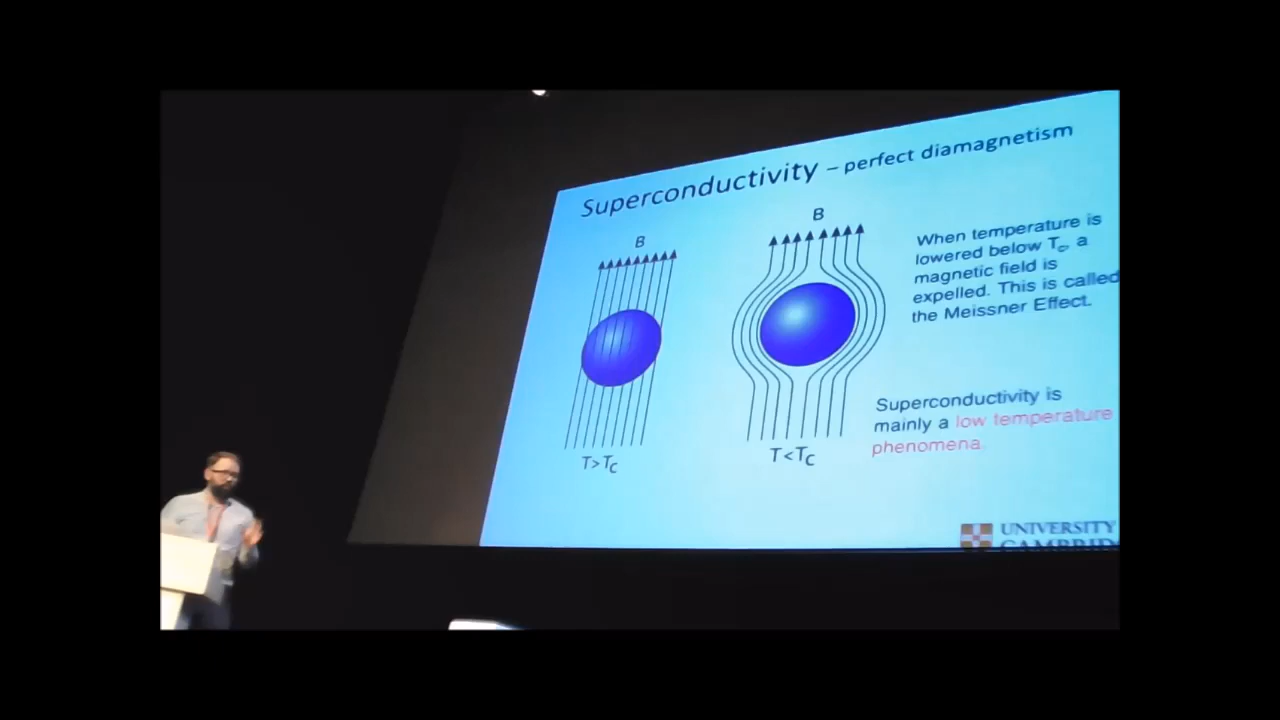 Superconductivity – perfect diamagnetism
B
B
T>TC
T<TC
When temperature is
lowered below Tc, a
magnetic field is
expelled. This is called
the Meissner Effect.
Superconductivity is
mainly a low temperature
phenomena.
UNIVERSITY